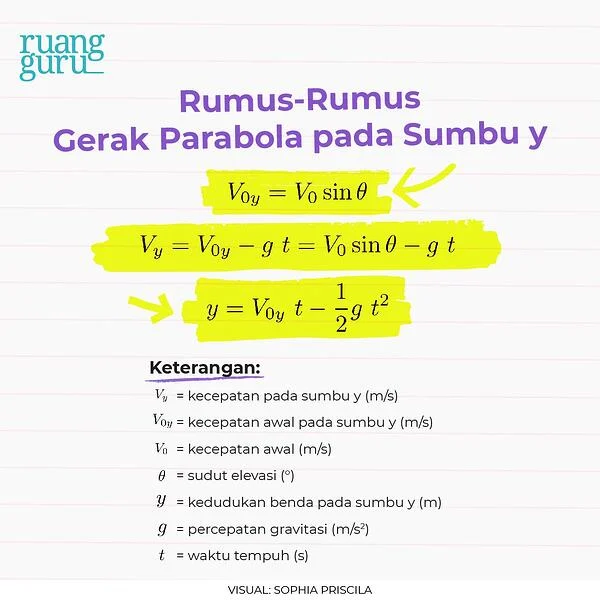 ruang
guru
Rumus-Rumus
Gerak Parabola pada Sumbu y
V₀y = V₀ sin θ
Vy = V₀y − g t = V₀ sin θ − g t
y = V₀y t − 1/2 g t²
Keterangan:
Vy = kecepatan pada sumbu y (m/s)
V₀y = kecepatan awal pada sumbu y (m/s)
V₀ = kecepatan awal (m/s)
θ = sudut elevasi (°)
y = kedudukan benda pada sumbu y (m)
g = percepatan gravitasi (m/s²)
t = waktu tempuh (s)
VISUAL: SOPHIA PRISCILA